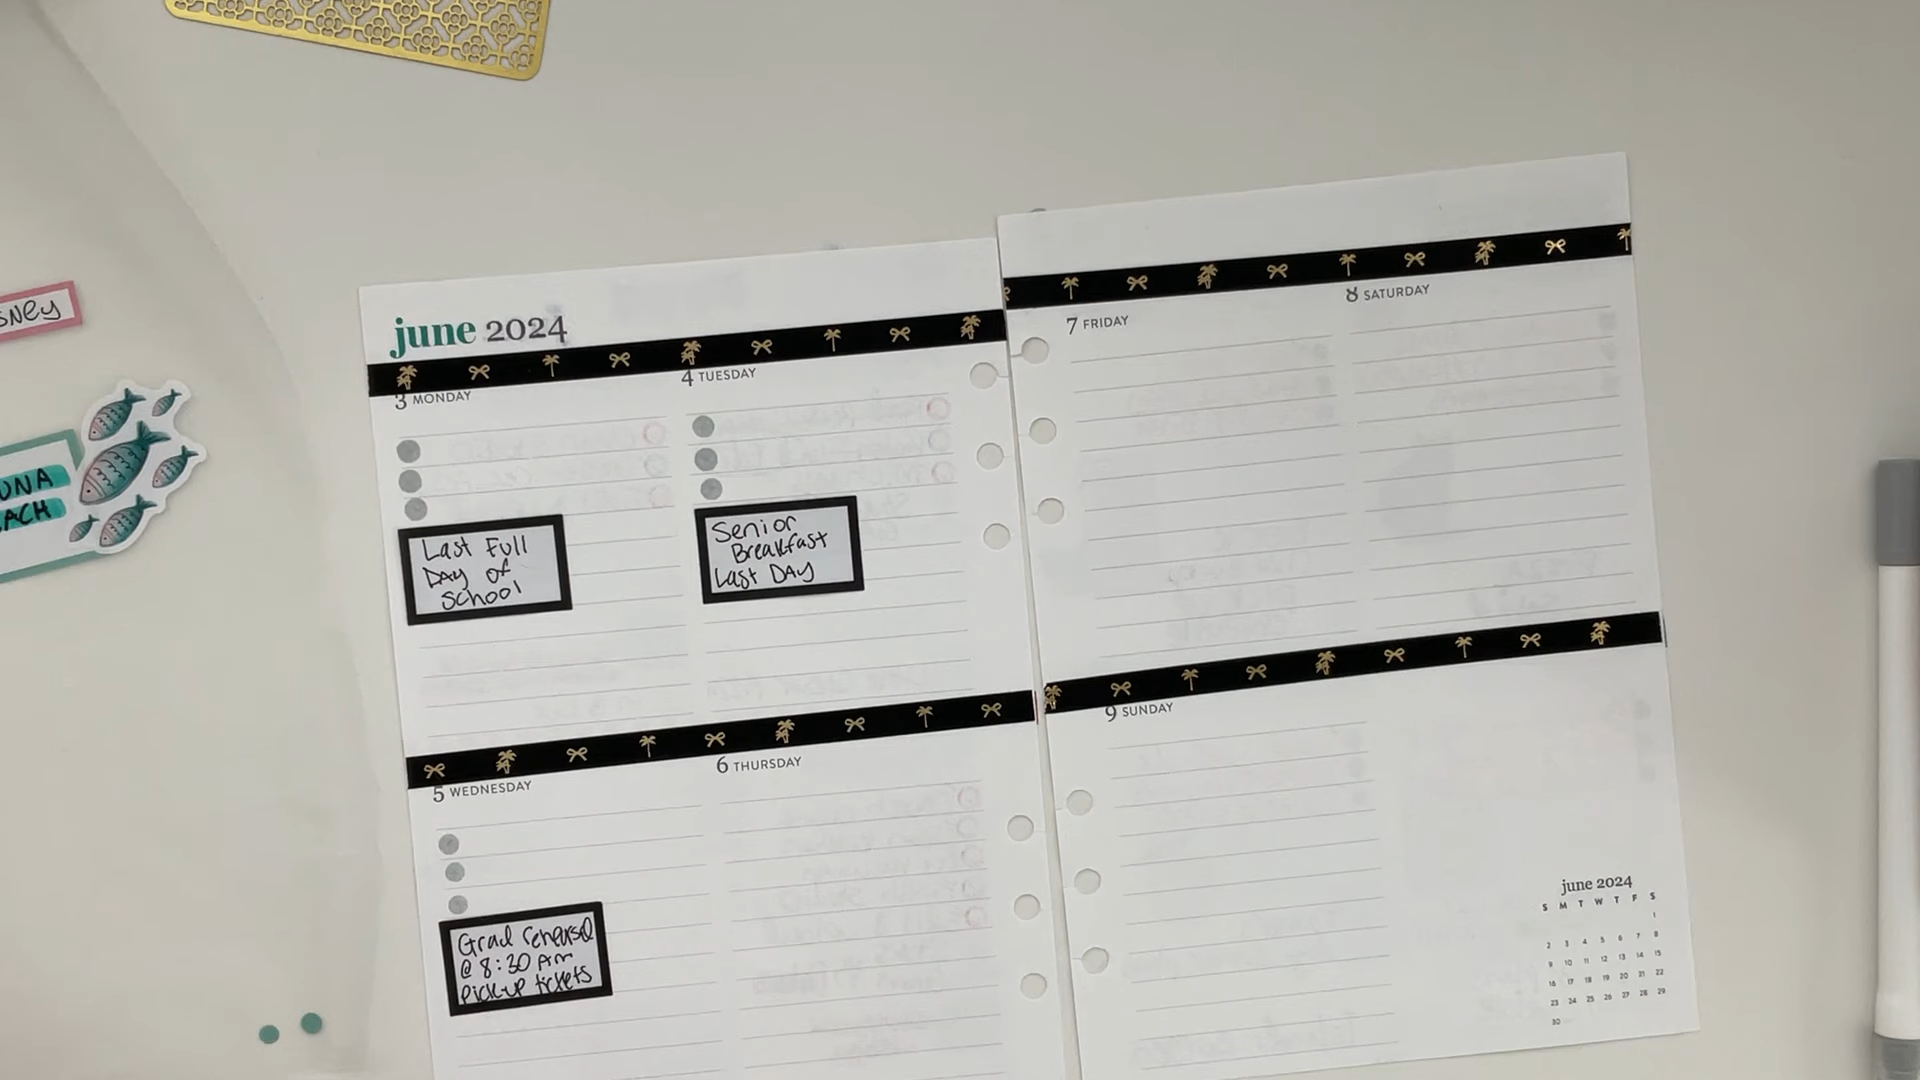 SNEY
UNA
ACH
june 2024
3 MONDAY
4 TUESDAY
Last Full
DAY of
School
Senior
Breakfast
Last DAY
5 WEDNESDAY
6 THURSDAY
Grad rehearsal
@ 8:30 AM
Pickup tickets
7 FRIDAY
8 SATURDAY
9 SUNDAY
june 2024
S M T W T F S
1
2 3 4 5 6 7 8
9 10 11 12 13 14 15
16 17 18 19 20 21 22
23 24 25 26 27 28 29
30